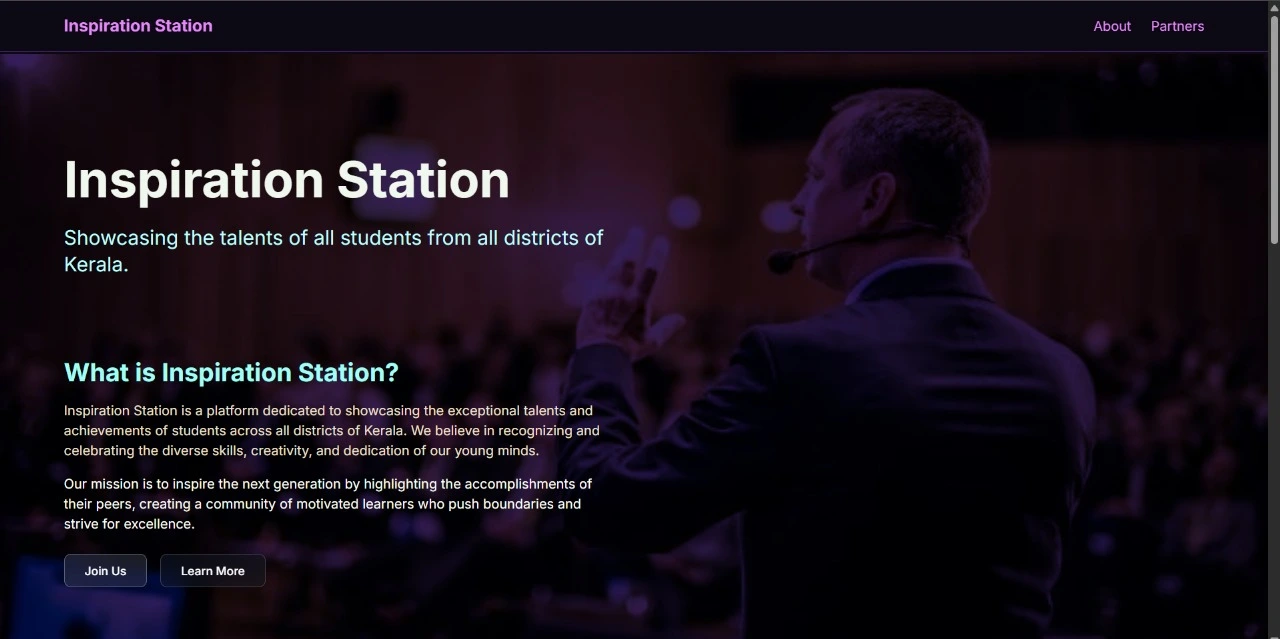 Inspiration Station
About
Partners
Inspiration Station
Showcasing the talents of all students from all districts of
Kerala.
What is Inspiration Station?
Inspiration Station is a platform dedicated to showcasing the exceptional talents and
achievements of students across all districts of Kerala. We believe in recognizing and
celebrating the diverse skills, creativity, and dedication of our young minds.
Our mission is to inspire the next generation by highlighting the accomplishments of
their peers, creating a community of motivated learners who push boundaries and
strive for excellence.
Join Us
Learn More